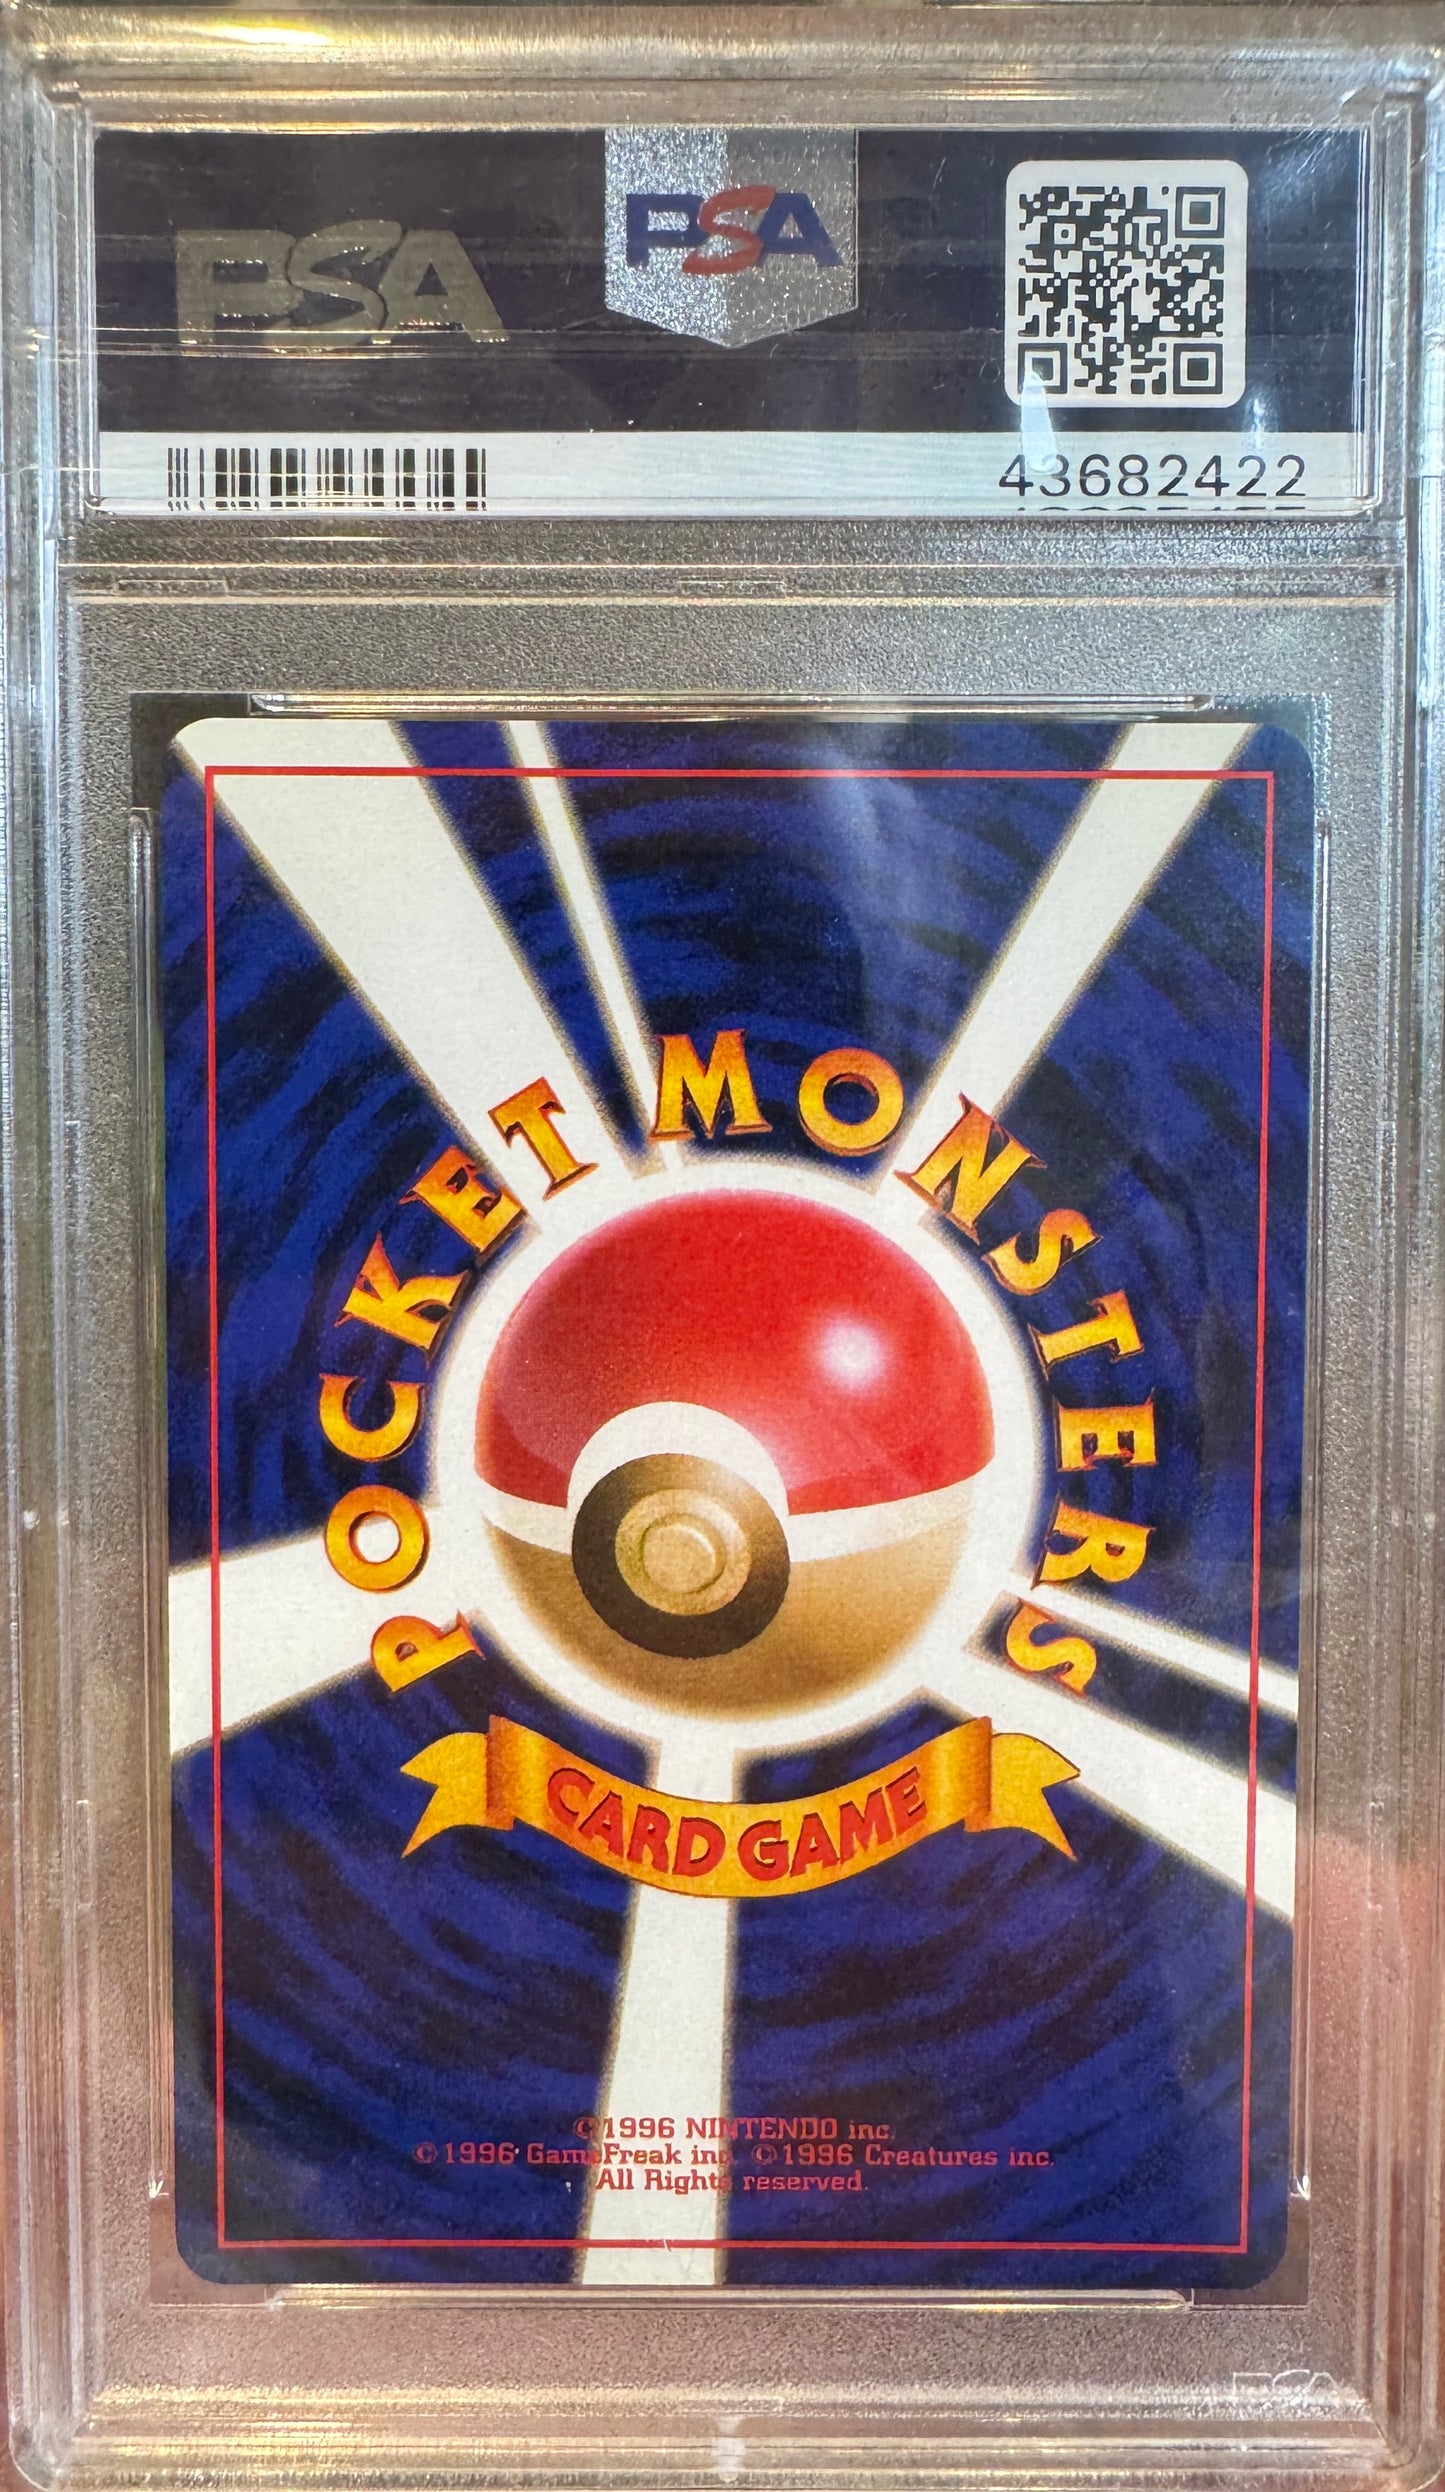 PSA
PSA
43682422
POCKET MONSTERS
CARD GAME
©1996 NINTENDO inc.
©1996 GameFreak inc. ©1996 Creatures inc.
All Rights reserved.
PSA